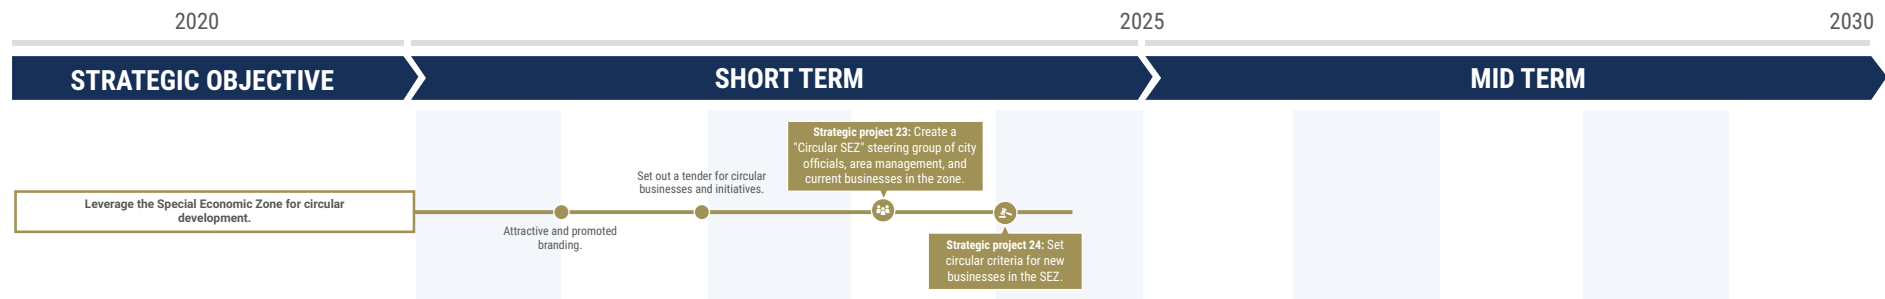 2020
2025
2030
STRATEGIC OBJECTIVE
SHORT TERM
MID TERM
Leverage the Special Economic Zone for circular
development.
Attractive and promoted
branding.
Set out a tender for circular
businesses and initiatives.
Strategic project 23: Create a
"Circular SEZ" steering group of city
officials, area management, and
current businesses in the zone.
Strategic project 24: Set
circular criteria for new
businesses in the SEZ.